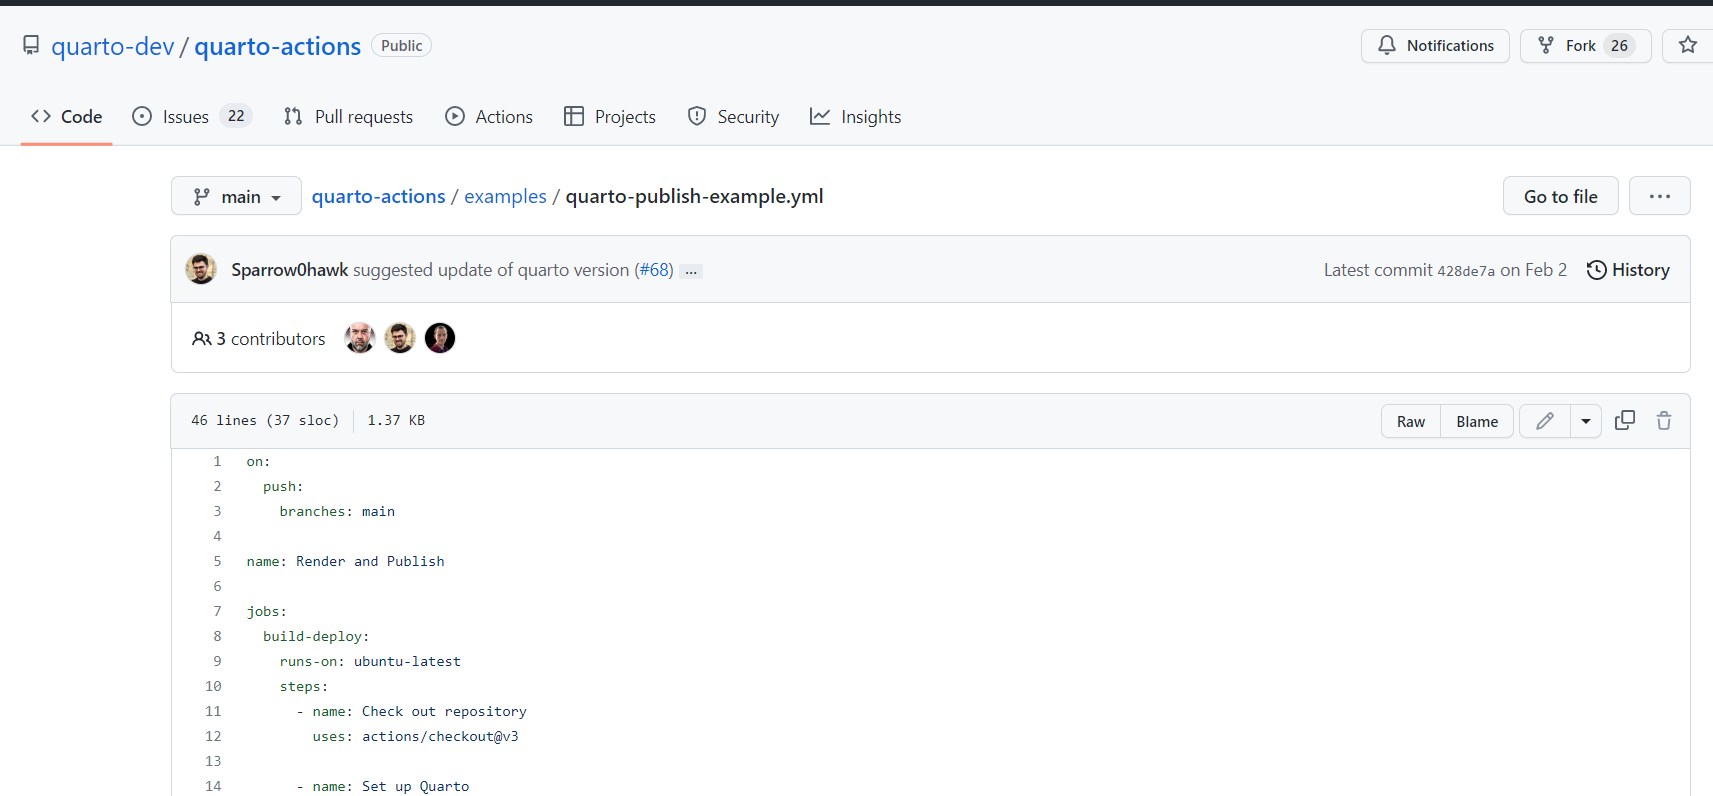 quarto-dev / quarto-actions Public Notifications Fork 26
Code Issues 22 Pull requests Actions Projects Security Insights
main quarto-actions / examples / quarto-publish-example.yml Go to file ...
Sparrow0hawk suggested update of quarto version (#68) ... Latest commit 428de7a on Feb 2 History
3 contributors
46 lines (37 sloc) 1.37 KB Raw Blame
1 on:
2 push:
3 branches: main
4
5 name: Render and Publish
6
7 jobs:
8 build-deploy:
9 runs-on: ubuntu-latest
10 steps:
11 - name: Check out repository
12 uses: actions/checkout@v3
13
14 - name: Set up Quarto